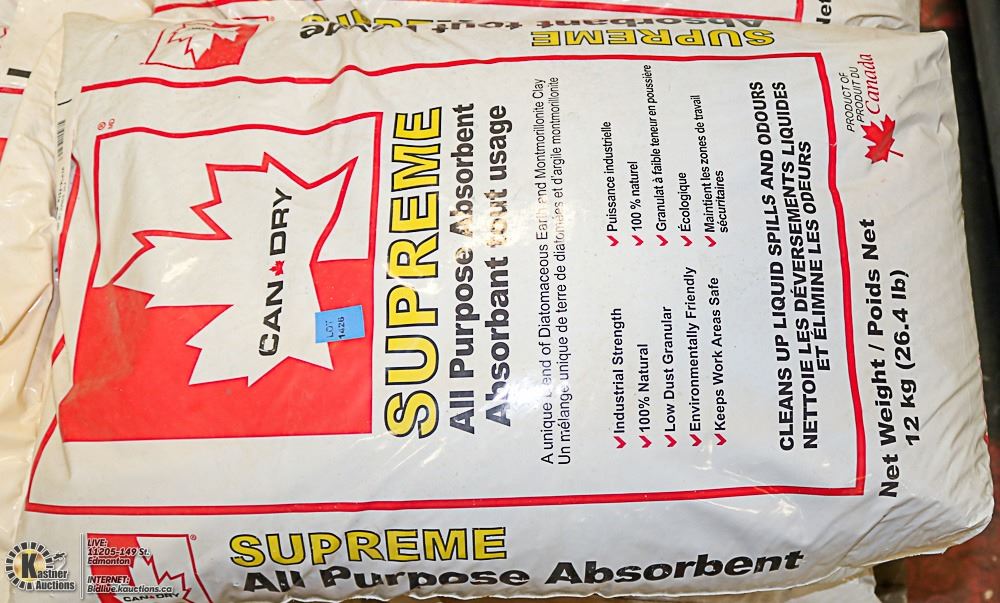 CAN DRY
MD
LOT
1426
SUPREME
All Purpose Absorbent
Absorbant tout usage
A unique Blend of Diatomaceous Earth and Montmorillonite Clay
Un mélange unique de terre de diatomées et d'argile montmorillonite
Industrial Strength
100% Natural
Low Dust Granular
Environmentally Friendly
Keeps Work Areas Safe
Puissance industrielle
100 % naturel
Granulat à faible teneur en poussière
Écologique
Maintient les zones de travail
sécuritaires
CLEANS UP LIQUID SPILLS AND ODOURS
NETTOIE LES DÉVERSEMENTS LIQUIDES
ET ÉLIMINE LES ODEURS
Net Weight / Poids Net
12 kg (26.4 lb)
PRODUCT OF
PRODUIT DU
Canada
SUPREME
Absorbant tout
SUPREME
All Purpose Absorbent
CAN DRY
Kastner
Auctions
LIVE:
11205-149 St.
Edmonton
INTERNET:
Bidlive.kauctions.ca